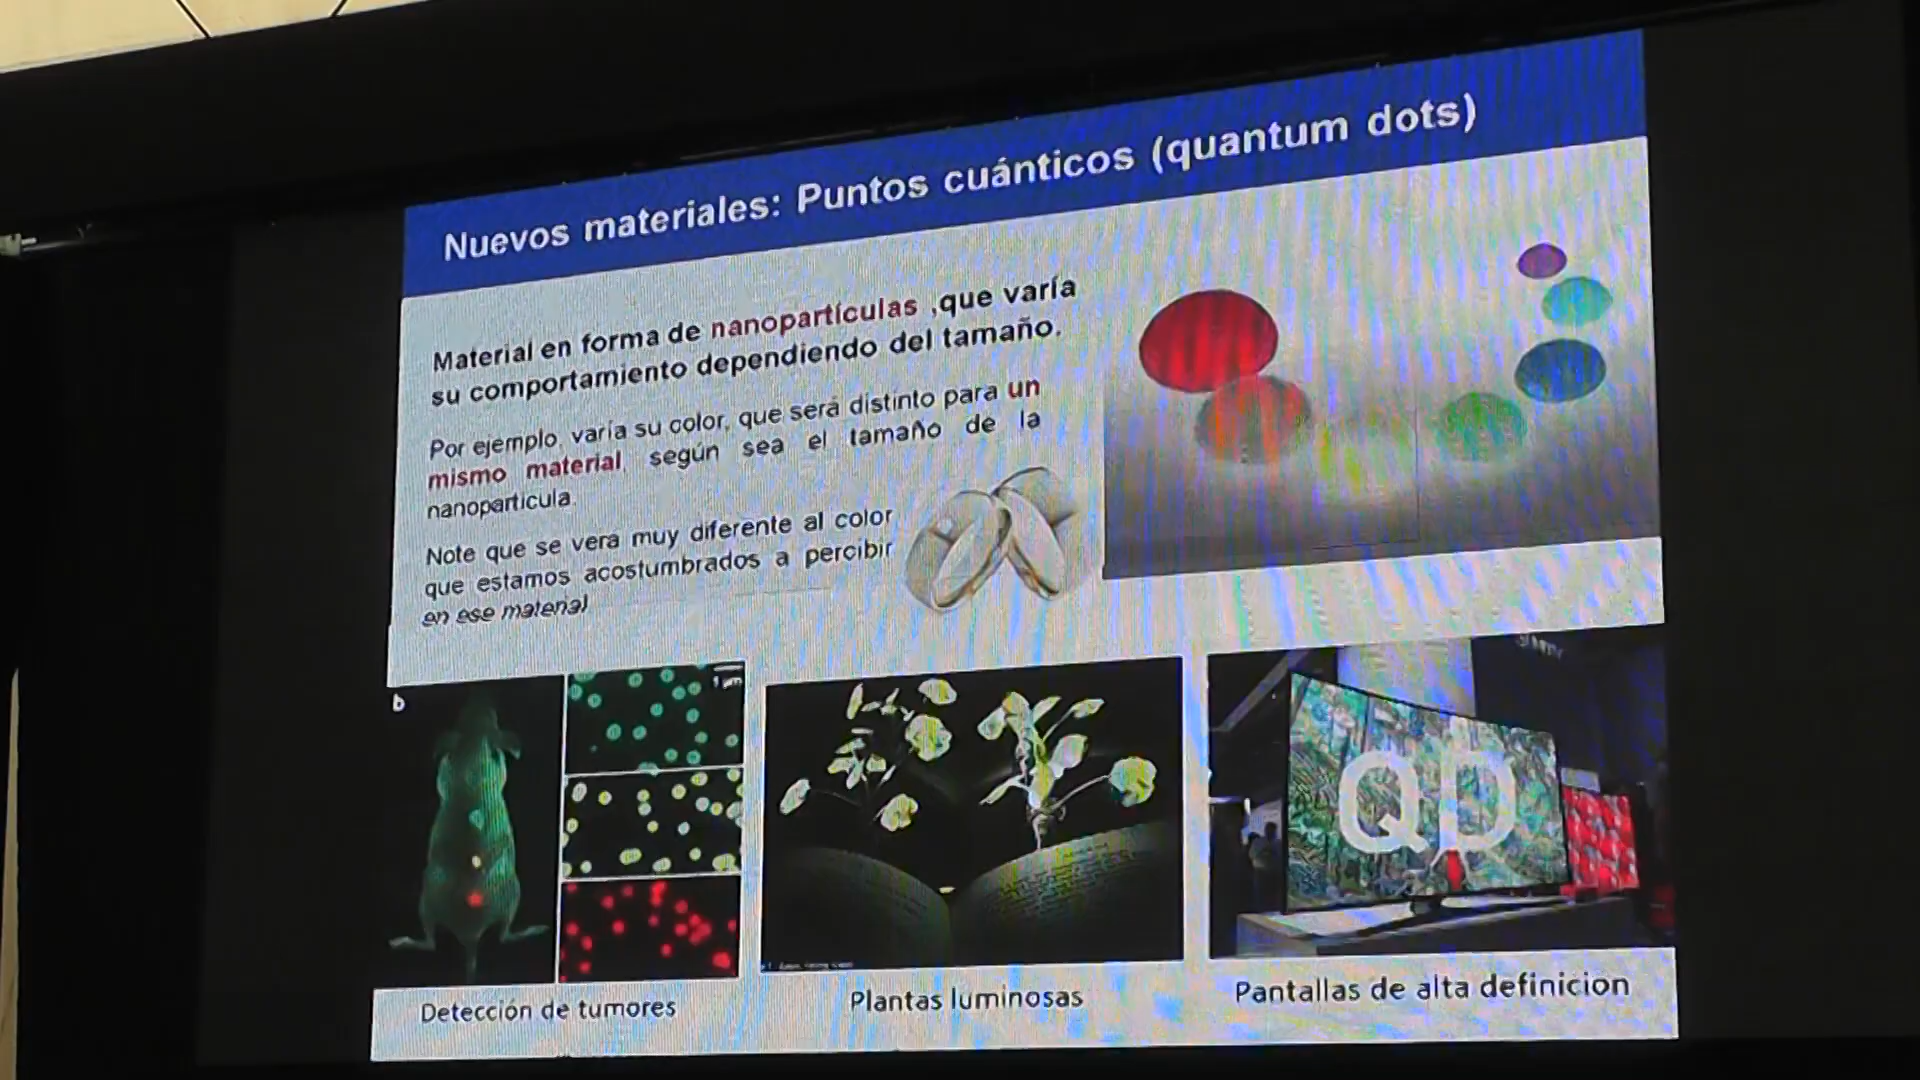 Nuevos materiales: Puntos cuánticos (quantum dots)
Material en forma de nanopartículas ,que varía
su comportamiento dependiendo del tamaño.
Por ejemplo, varía su color, que será distinto para un
mismo material según sea el tamaño de la
nanoparticula.
Note que se vera muy diferente al color
que estamos acostumbrados a percibir
en ese material
b
1 µm
QD
Detección de tumores
Plantas luminosas
Pantallas de alta definicion